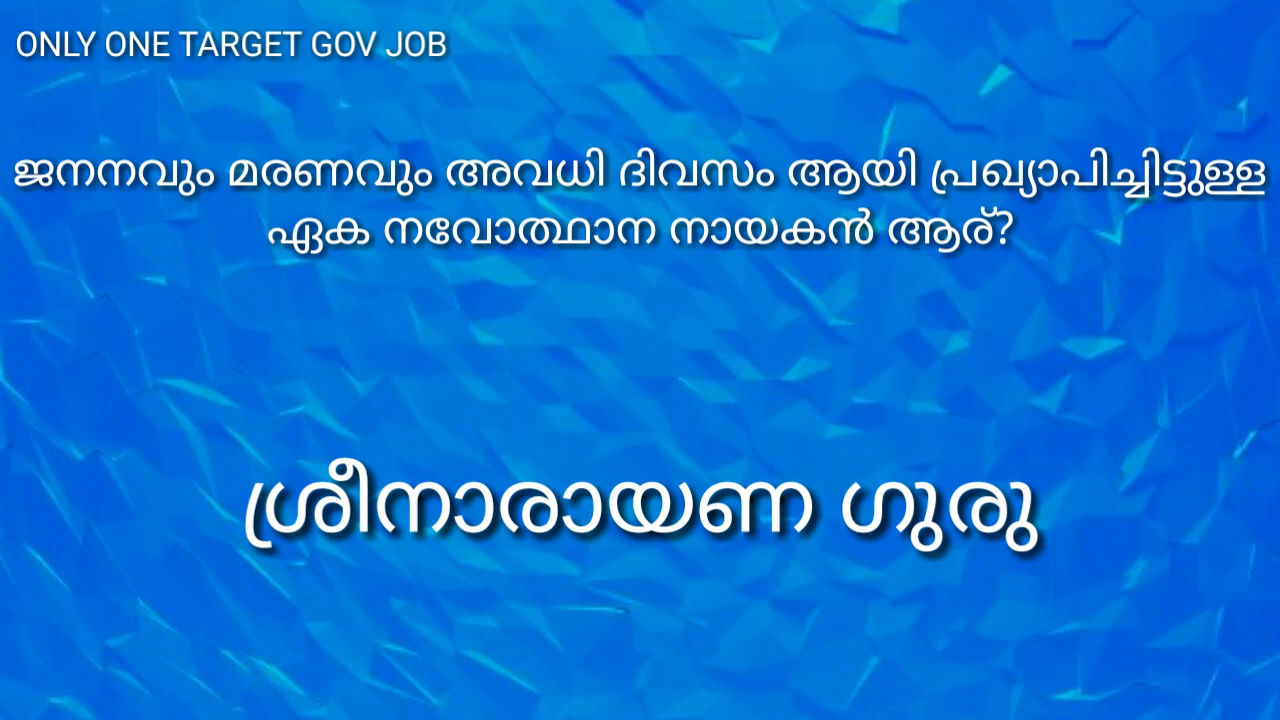 ONLY ONE TARGET GOV JOB
ജനനവും മരണവും അവധി ദിവസം ആയി പ്രഖ്യാപിച്ചിട്ടുള്ള
ഏക നവോത്ഥാന നായകൻ ആര്?
ശ്രീനാരായണ ഗുരു